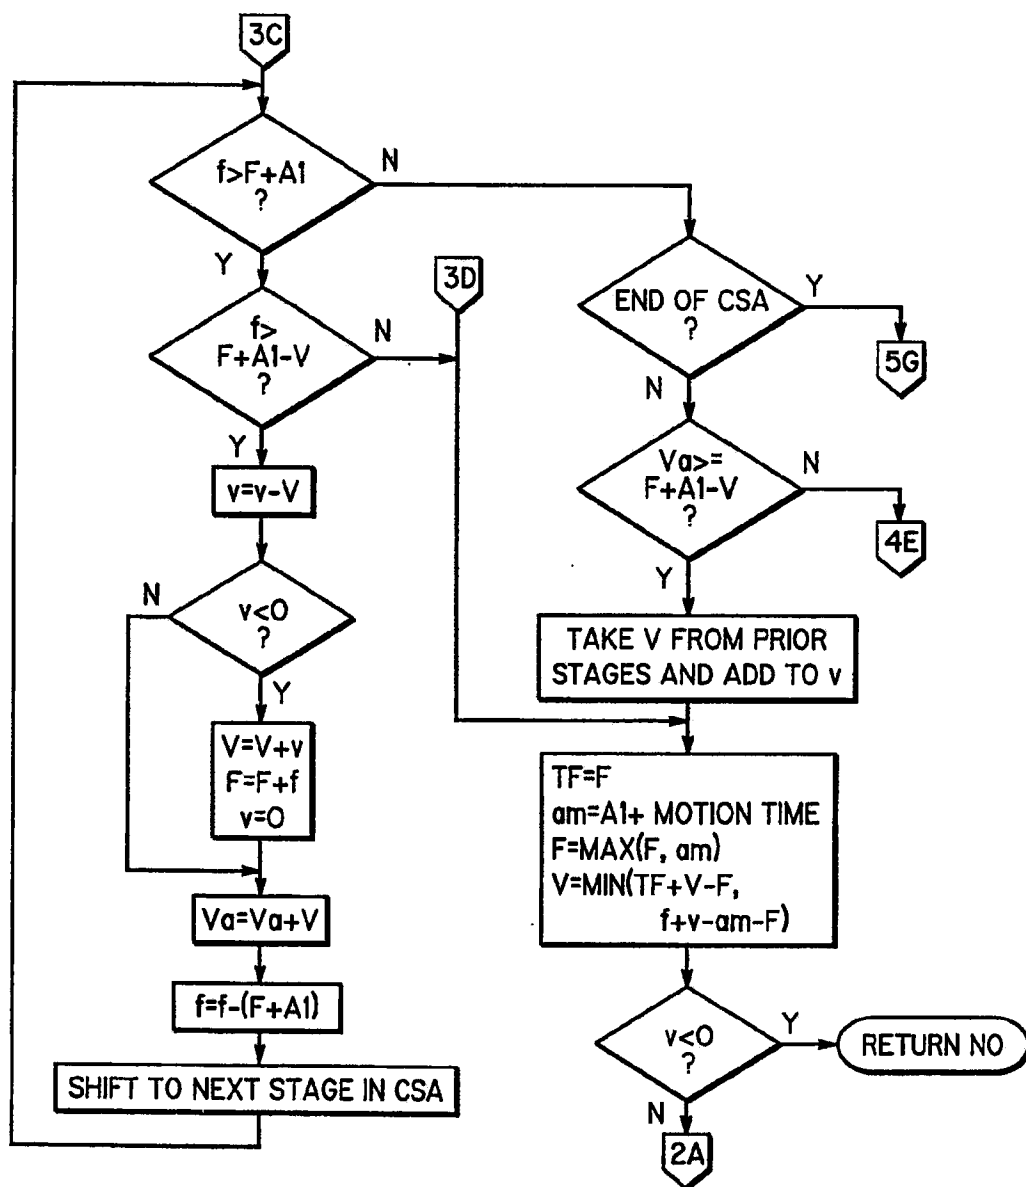 3C
f>F+A1
?
N
Y
3D
END OF CSA
?
Y
5G
N
f>
F+A1-V
?
N
Y
Va>=
F+A1-V
?
N
4E
Y
v=v-V
v<0
?
N
Y
TAKE V FROM PRIOR
STAGES AND ADD TO v
V=V+v
F=F+f
v=0
TF=F
am=A1+ MOTION TIME
F=MAX(F, am)
V=MIN(TF+V-F,
f+v-am-F)
Va=Va+V
f=f-(F+A1)
SHIFT TO NEXT STAGE IN CSA
v<0
?
Y
RETURN NO
N
2A